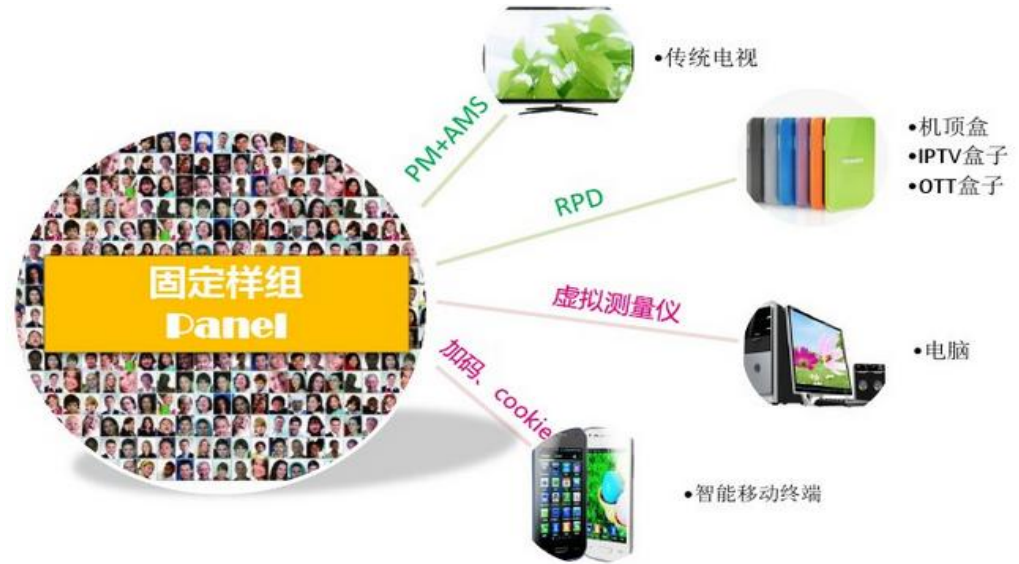 •传统电视
PM+AMS
•机顶盒
•IPTV盒子
•OTT盒子
RPD
固定样组
Panel
虚拟测量仪
•电脑
加码、cookie
•智能移动终端